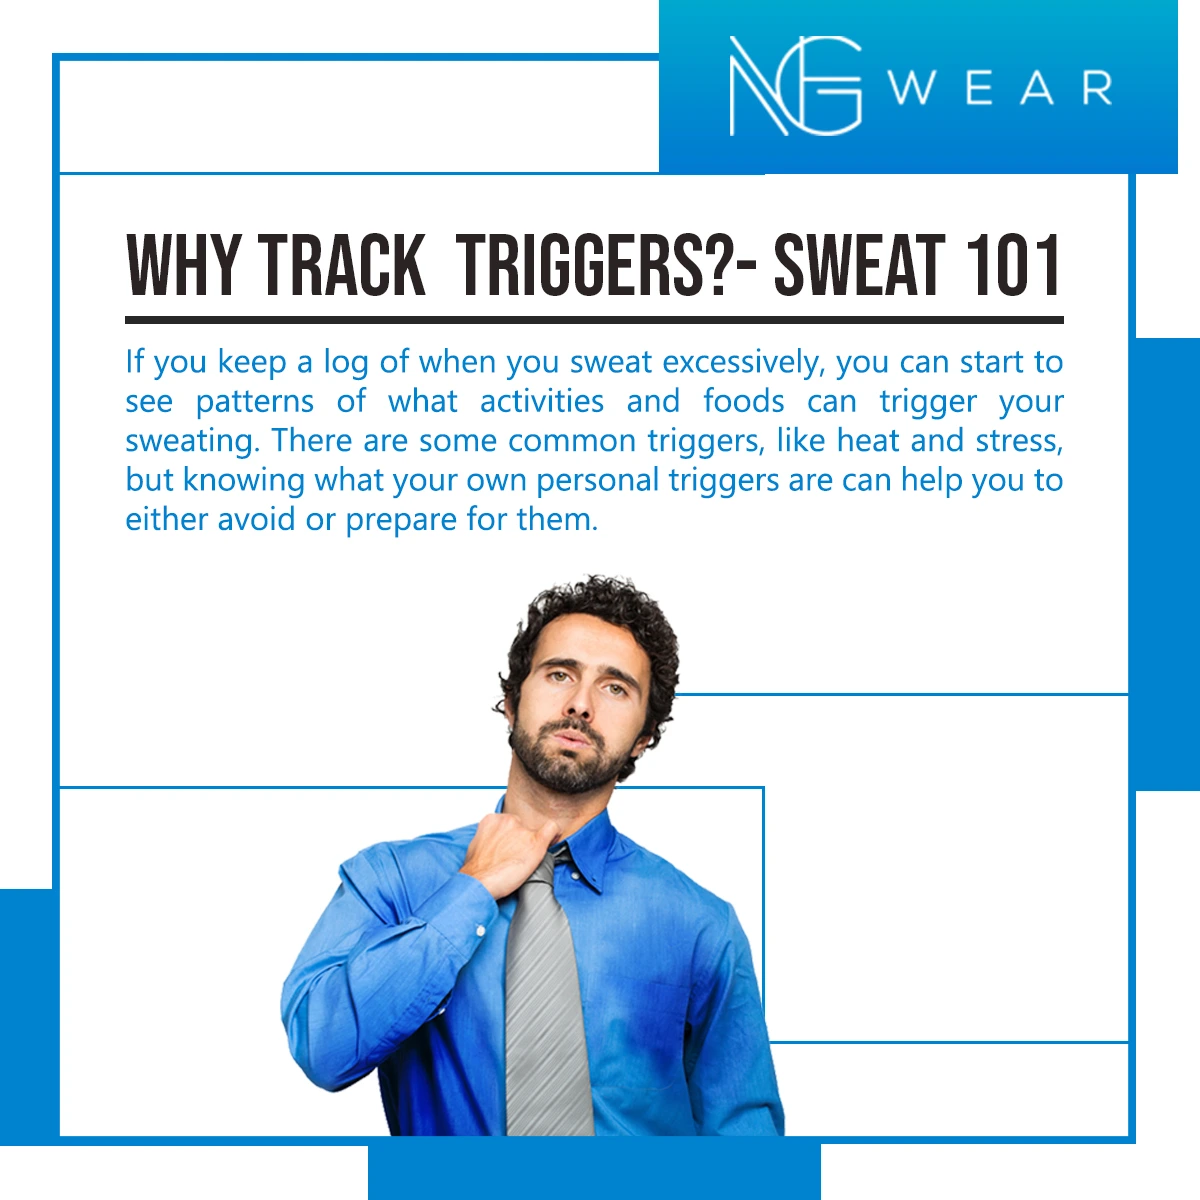 NG WEAR
WHY TRACK TRIGGERS?- SWEAT 101
If you keep a log of when you sweat excessively, you can start to
see patterns of what activities and foods can trigger your
sweating. There are some common triggers, like heat and stress,
but knowing what your own personal triggers are can help you to
either avoid or prepare for them.